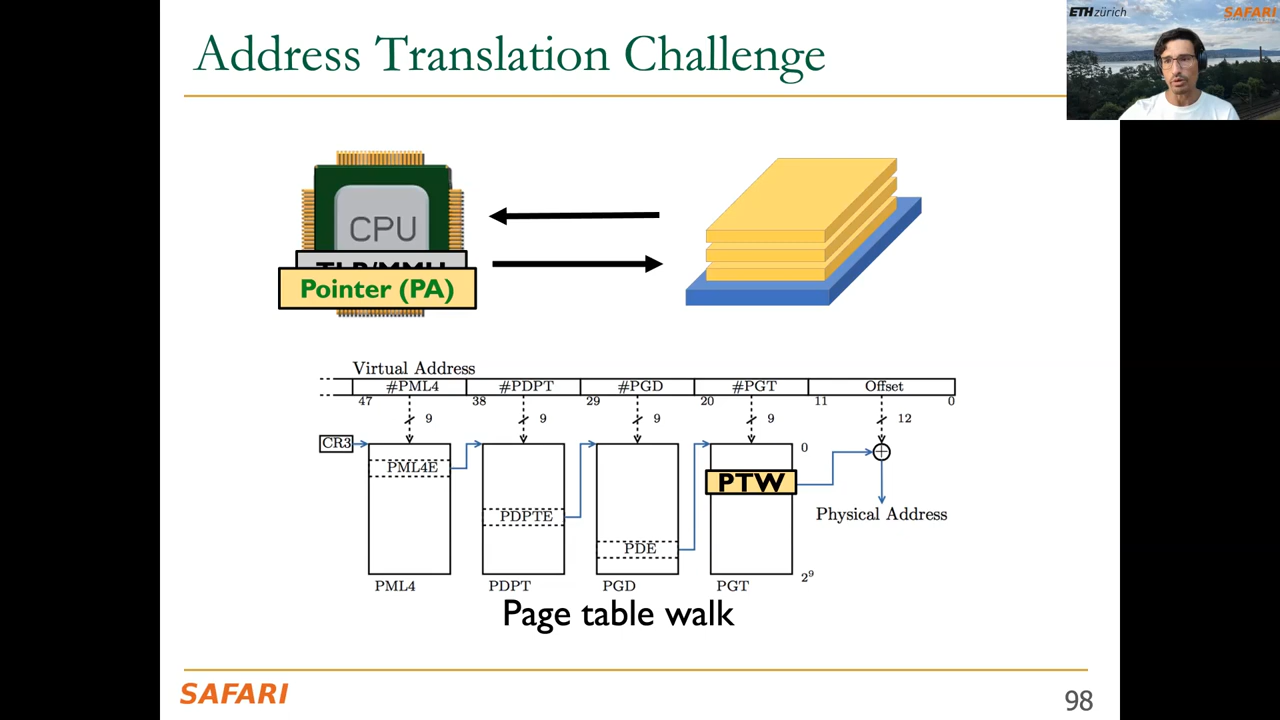 Address Translation Challenge
ETH zürich
SAFARI
CPU
TLB/MMU
Pointer (PA)
Virtual Address
#PML4 #PDPT #PGD #PGT Offset
47 38 29 20 11 0
9 9 9 9 12
CR3
0
PML4E
PTW
PDPTE
Physical Address
PDE
2⁹
PML4 PDPT PGD PGT
Page table walk
SAFARI
98